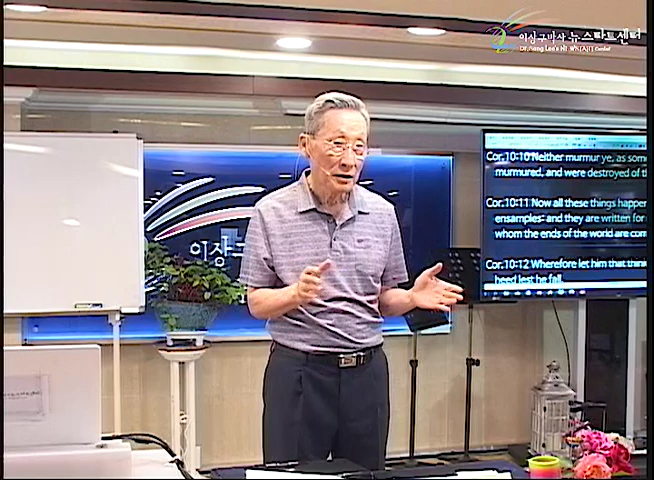 이상구박사 뉴스타트센터
Dr.Sang Lee's NEWSTART Center
Cor.10:10 Neither murmur ye, as some
murmured, and were destroyed of th
Cor.10:11 Now all these things happen
ensamples: and they are written for
whom the ends of the world are com
Cor.10:12 Wherefore let him that think
heed lest he fall.
이상구